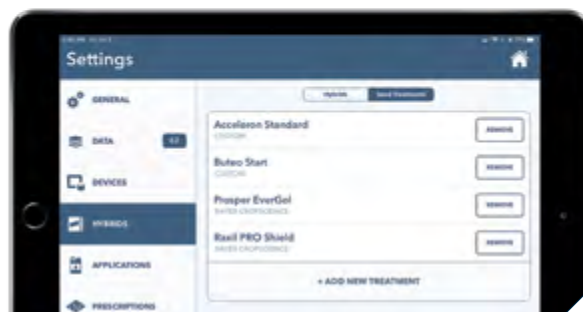 Settings
GENERAL
DATA
DEVICES
HYBRIDS
APPLICATIONS
PRESCRIPTIONS
Hybrids Seed Treatments
Acceleron Standard
CUSTOM
REMOVE
Buteo Start
CUSTOM
REMOVE
Prosper EverGol
BAYER CROPSCIENCE
REMOVE
Raxil PRO Shield
BAYER CROPSCIENCE
REMOVE
+ ADD NEW TREATMENT